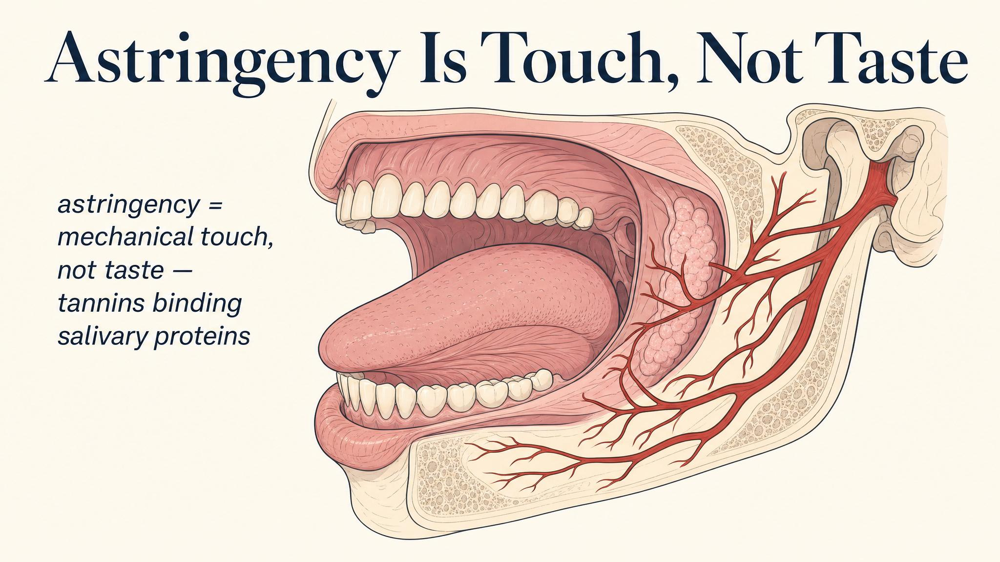 Astringency Is Touch, Not Taste
astringency =
mechanical touch,
not taste —
tannins binding
salivary proteins